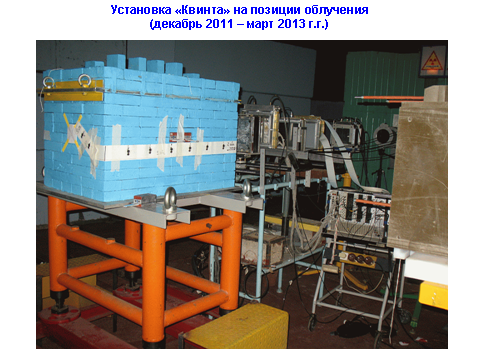 Установка «Квинта» на позиции облучения
(декабрь 2011 – март 2013 г.г.)